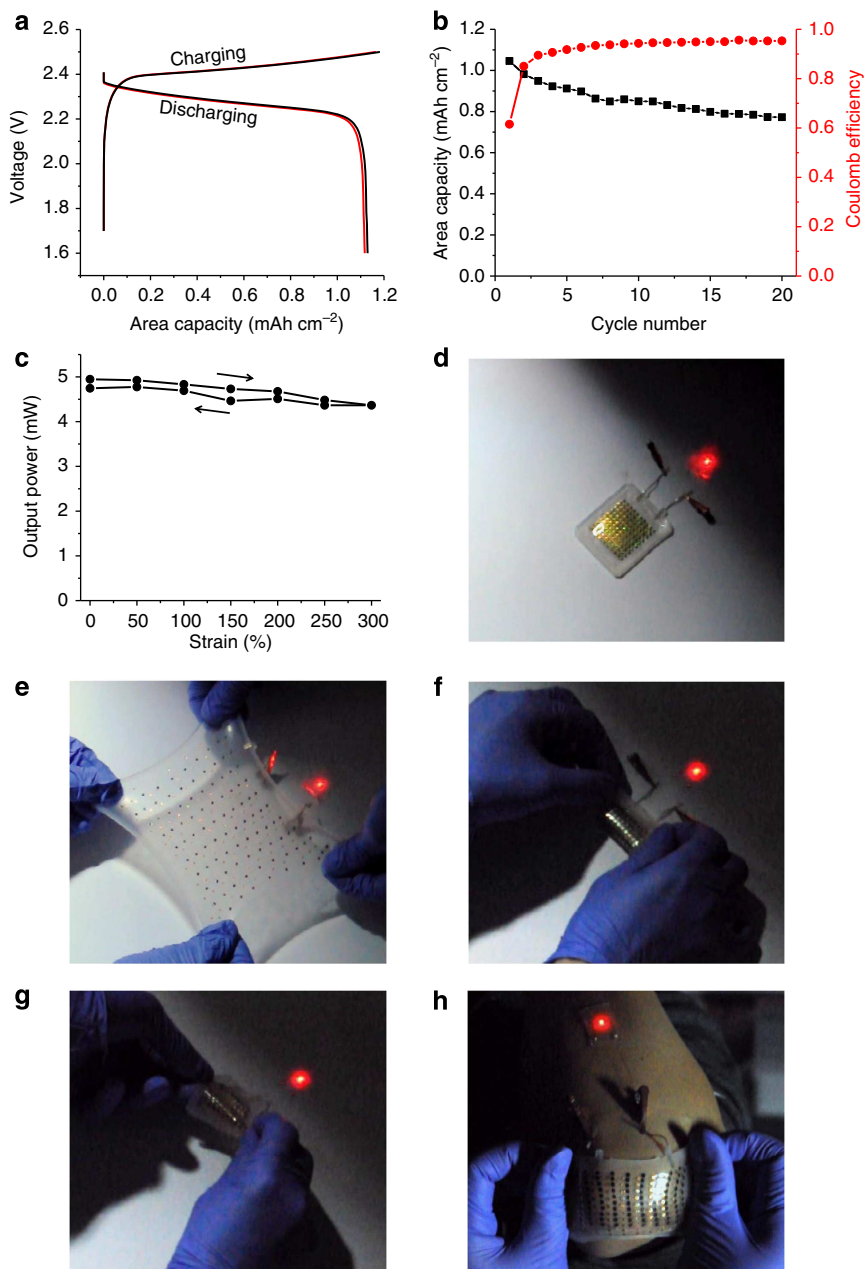 a
2.6
2.4
2.2
2.0
1.8
1.6
Voltage (V)
Charging
Discharging
0.0 0.2 0.4 0.6 0.8 1.0 1.2
Area capacity (mAh cm⁻²)
b
1.2
1.0
0.8
0.6
0.4
0.2
0.0
Area capacity (mAh cm⁻²)
1.0
0.8
0.6
0.4
0.2
0.0
Coulomb efficiency
0 5 10 15 20
Cycle number
c
5
4
3
2
1
0
Output power (mW)
0 50 100 150 200 250 300
Strain (%)
d
e
f
g
h